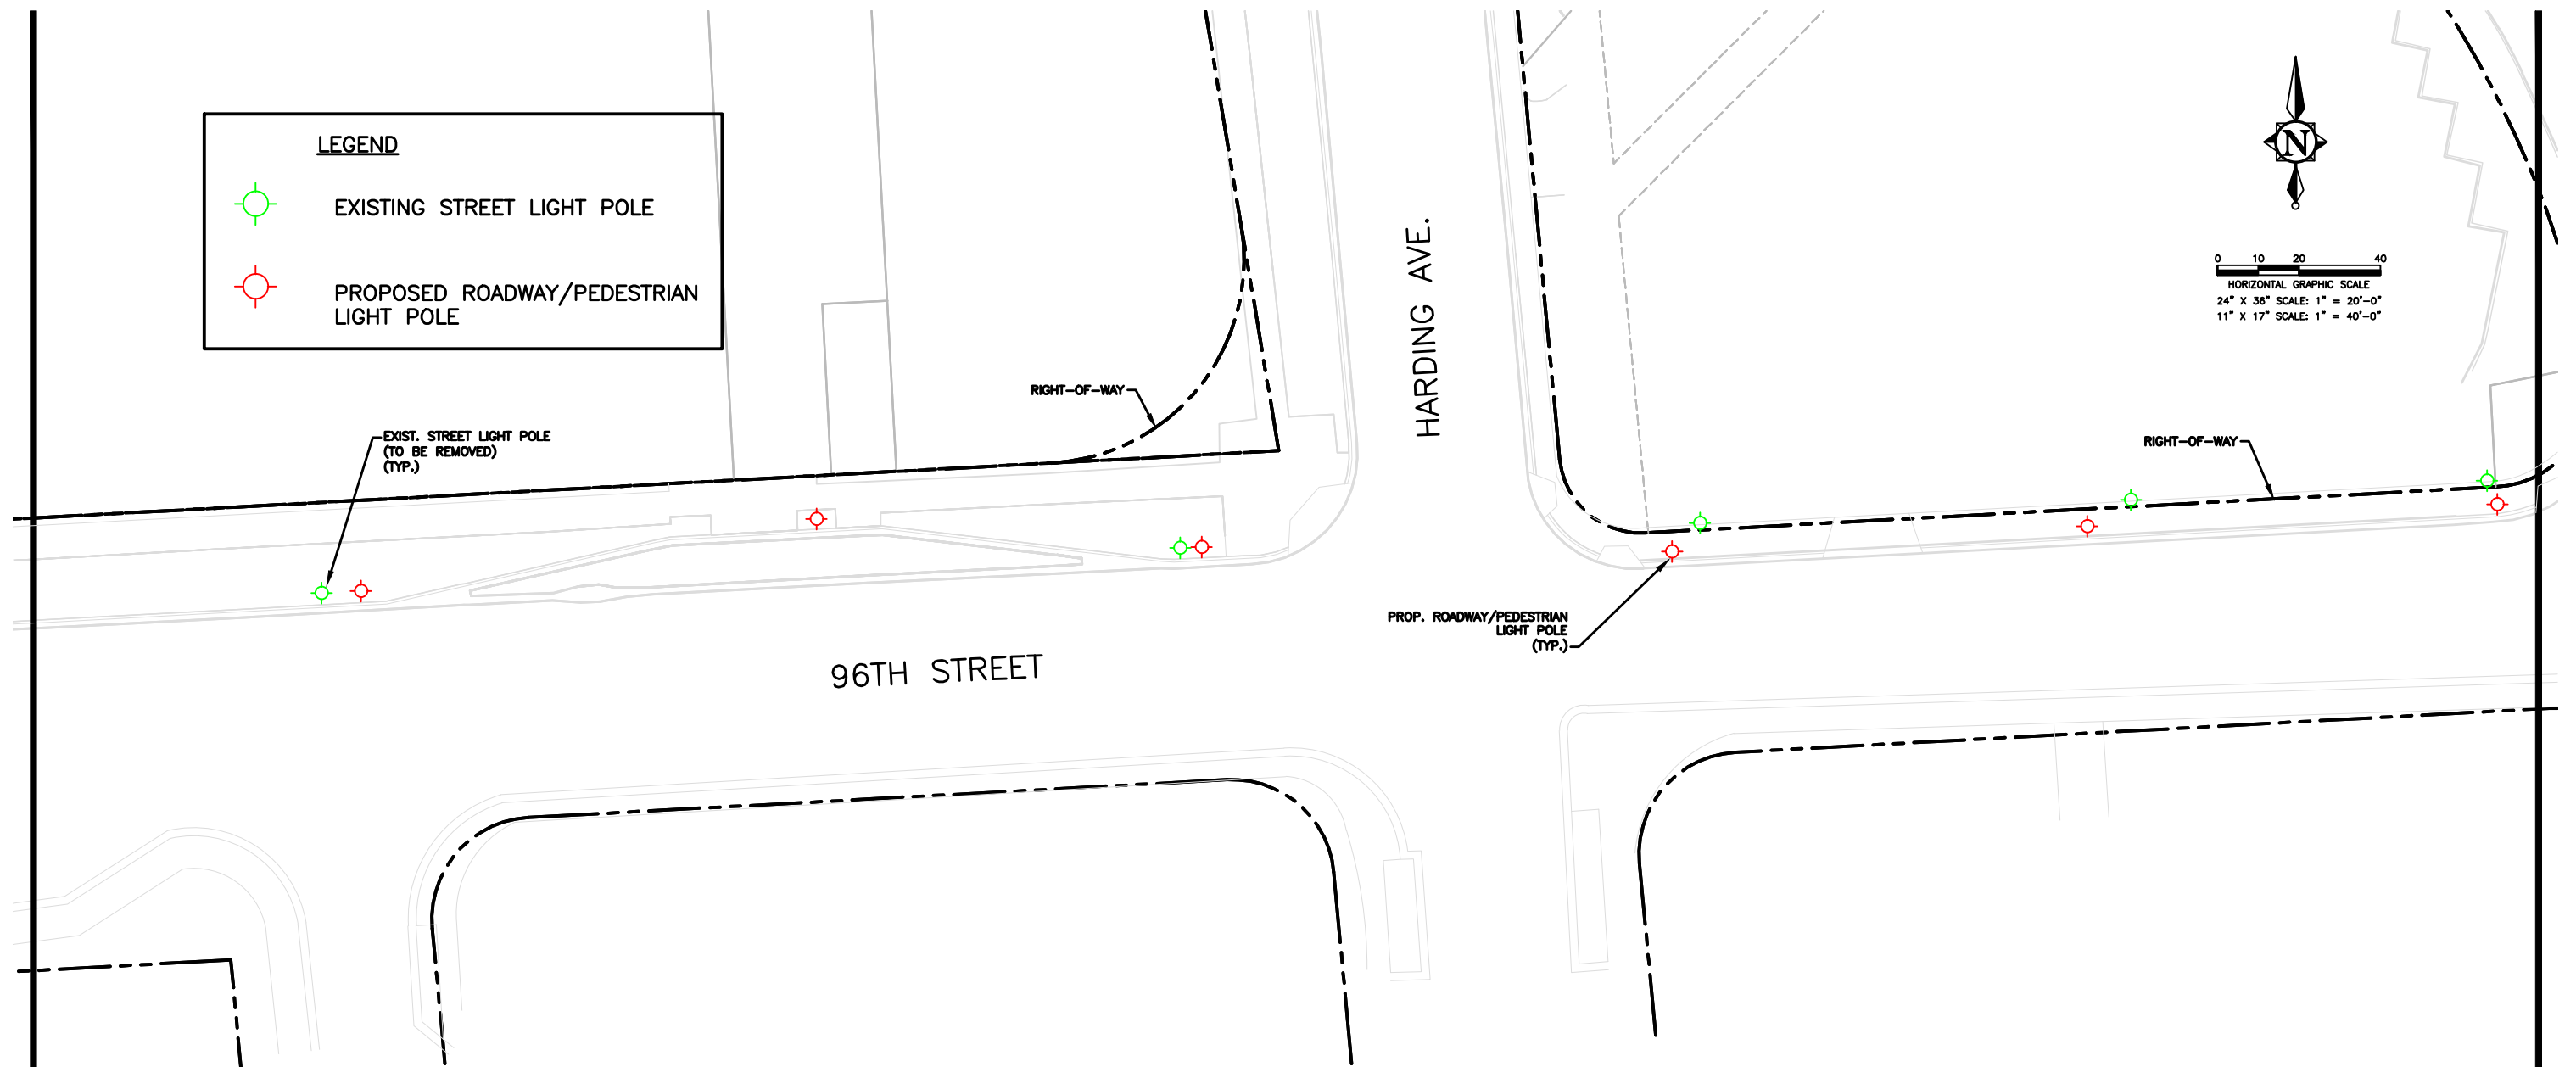 LEGEND
EXISTING STREET LIGHT POLE
PROPOSED ROADWAY/PEDESTRIAN
LIGHT POLE
N
0 10 20 40
HORIZONTAL GRAPHIC SCALE
24" X 36" SCALE: 1" = 20'-0"
11" X 17" SCALE: 1" = 40'-0"
HARDING AVE.
RIGHT-OF-WAY
EXIST. STREET LIGHT POLE
(TO BE REMOVED)
(TYP.)
RIGHT-OF-WAY
PROP. ROADWAY/PEDESTRIAN
LIGHT POLE
(TYP.)
96TH STREET